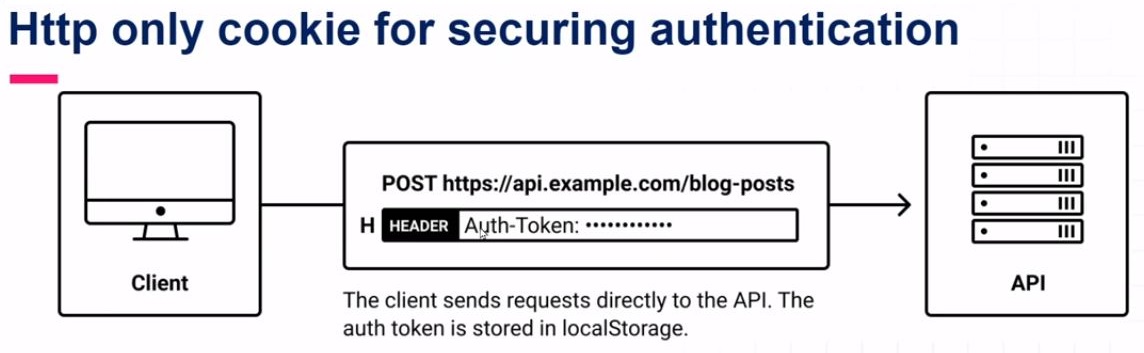 Http only cookie for securing authentication
POST https://api.example.com/blog-posts
H HEADER Auth-Token: ••••••••••••
Client
API
The client sends requests directly to the API. The
auth token is stored in localStorage.